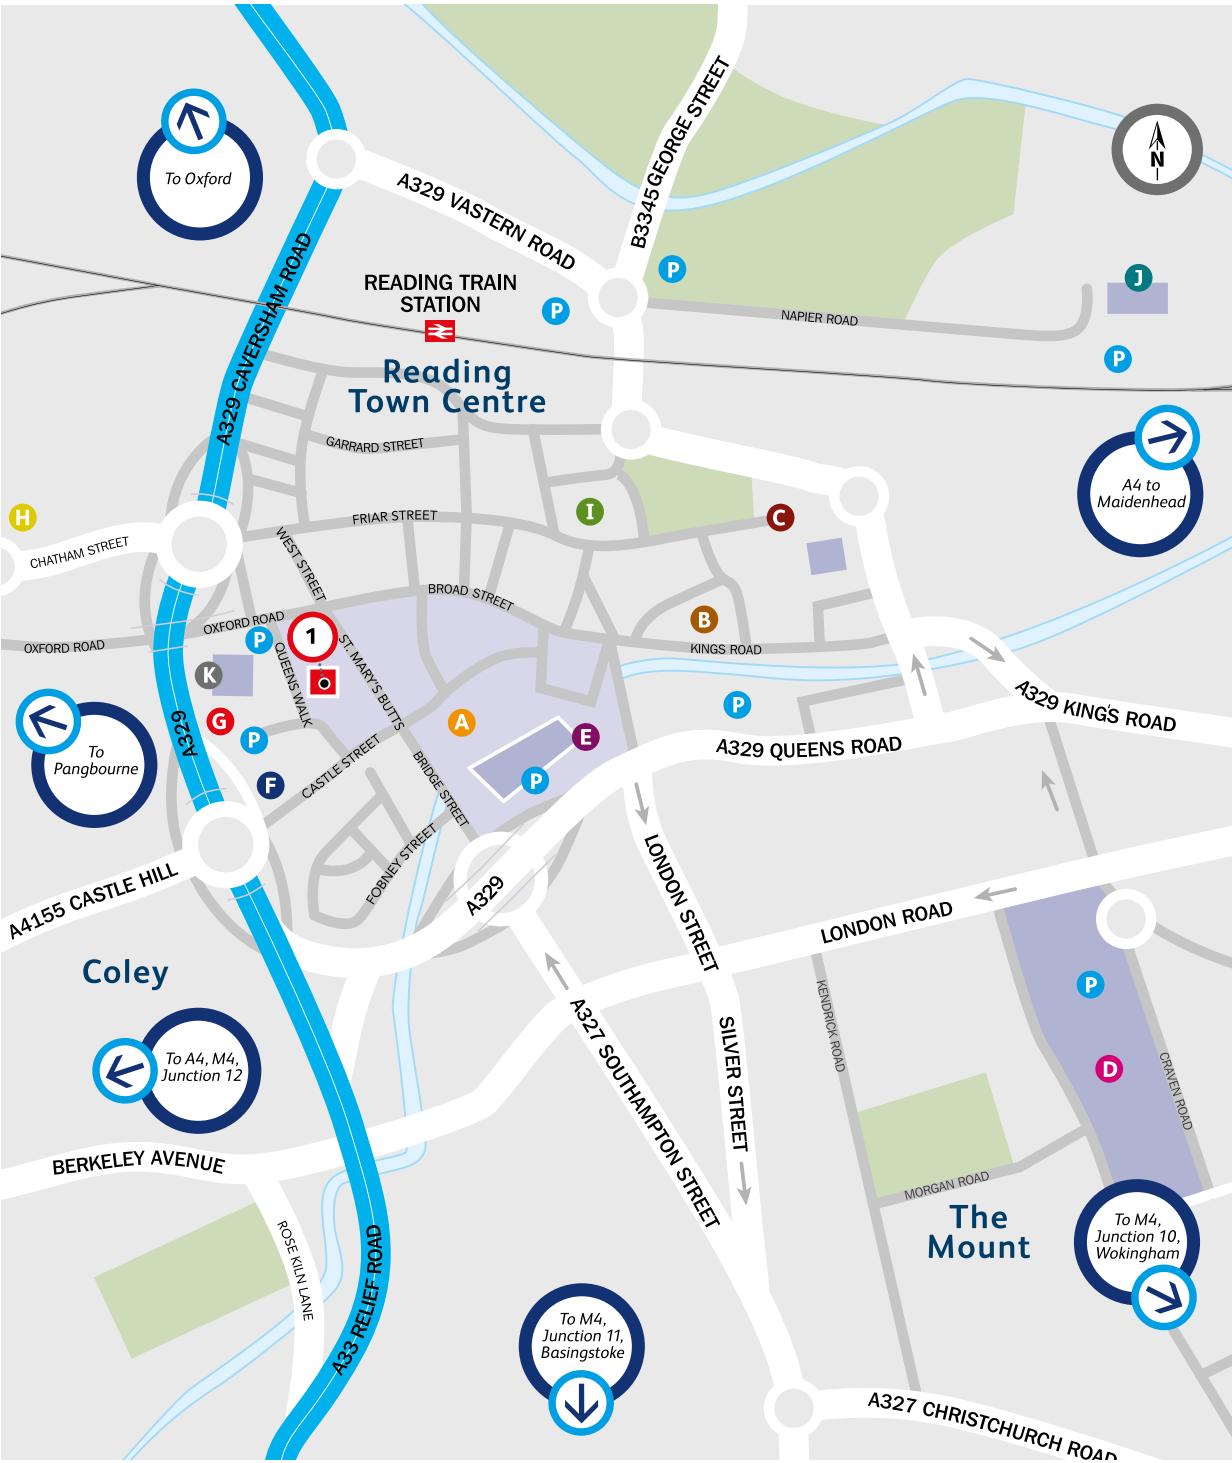 To Oxford
A329 VASTERN ROAD
B3345 GEORGE STREET
N
J
P
READING TRAIN
STATION
P
NAPIER ROAD
P
A329 CAVERSHAM ROAD
Reading
Town Centre
GARRARD STREET
A4 to
Maidenhead
H
I
C
FRIAR STREET
CHATHAM STREET
WEST STREET
BROAD STREET
OXFORD ROAD
OXFORD ROAD
P
1
B
KINGS ROAD
K
QUEENS WALK
ST. MARY'S BUTTS
A329 KING'S ROAD
P
G
A
E
A329
P
A329 QUEENS ROAD
To
Pangbourne
CASTLE STREET
BRIDGE STREET
F
P
FOBNEY STREET
LONDON STREET
A329
A4155 CASTLE HILL
LONDON ROAD
Coley
P
KENDRICK ROAD
A327 SOUTHAMPTON STREET
SILVER STREET
To A4, M4,
Junction 12
D
CRAVEN ROAD
BERKELEY AVENUE
MORGAN ROAD
The
Mount
To M4,
Junction 10,
Wokingham
ROSE KILN LANE
A33 RELIEF ROAD
To M4,
Junction 11,
Basingstoke
A327 CHRISTCHURCH ROAD